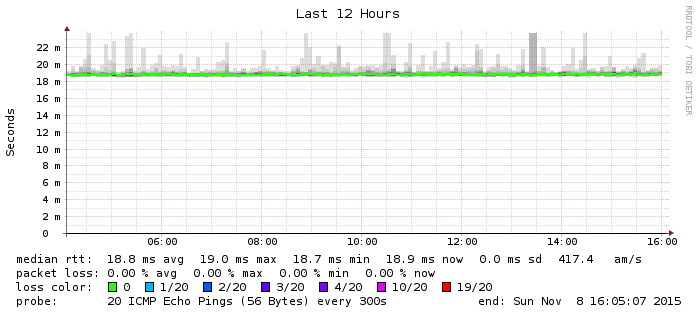 Last 12 Hours
RRDTOOL / TOBI OETIKER
Seconds
22 m
20 m
18 m
16 m
14 m
12 m
10 m
8 m
6 m
4 m
2 m
0
06:00 08:00 10:00 12:00 14:00 16:00
median rtt: 18.8 ms avg 19.0 ms max 18.7 ms min 18.9 ms now 0.0 ms sd 417.4 am/s
packet loss: 0.00 % avg 0.00 % max 0.00 % min 0.00 % now
loss color: 0 1/20 2/20 3/20 4/20 10/20 19/20
probe: 20 ICMP Echo Pings (56 Bytes) every 300s end: Sun Nov 8 16:05:07 2015